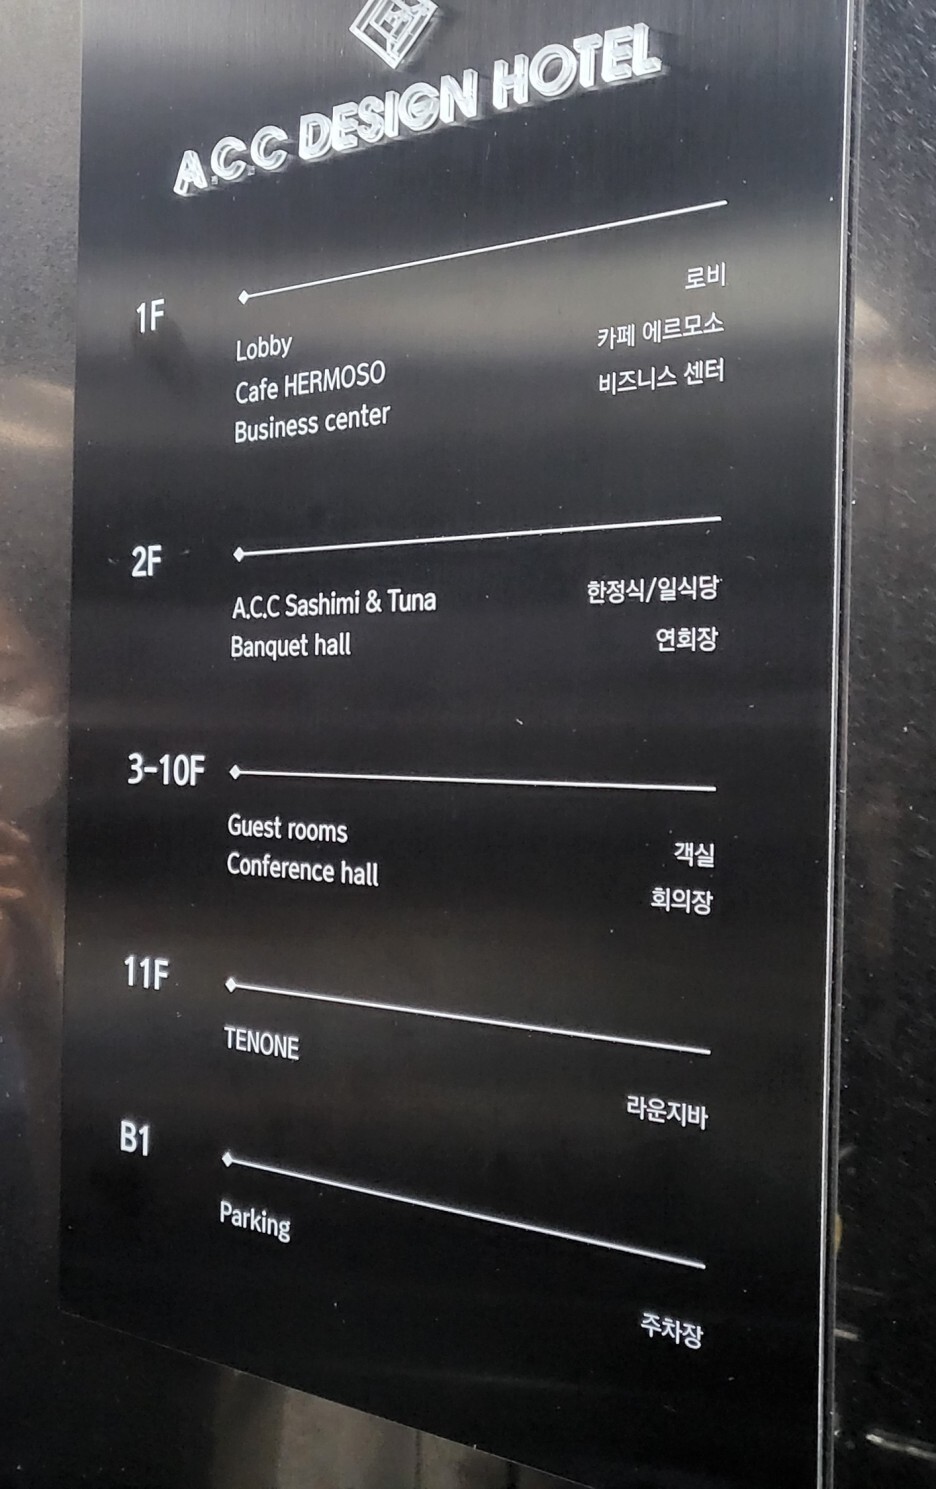 A.C.C DESIGN HOTEL
1F
Lobby
로비
Cafe HERMOSO
카페 에르모소
Business center
비즈니스 센터
2F
A.C.C Sashimi & Tuna
한정식/일식당
Banquet hall
연회장
3-10F
Guest rooms
객실
Conference hall
회의장
11F
TENONE
라운지바
B1
Parking
주차장